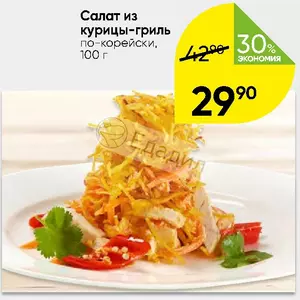 Салат из
курицы-гриль
по-корейски,
100 г
42⁹⁰
30%
ЭКОНОМИЯ
29⁹⁰
Едадил